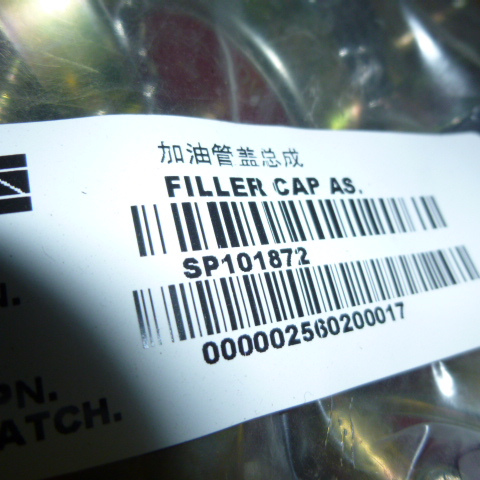 加油管盖总成
FILLER CAP AS.
SP101872
N.
000002560200017
PN.
ATCH.